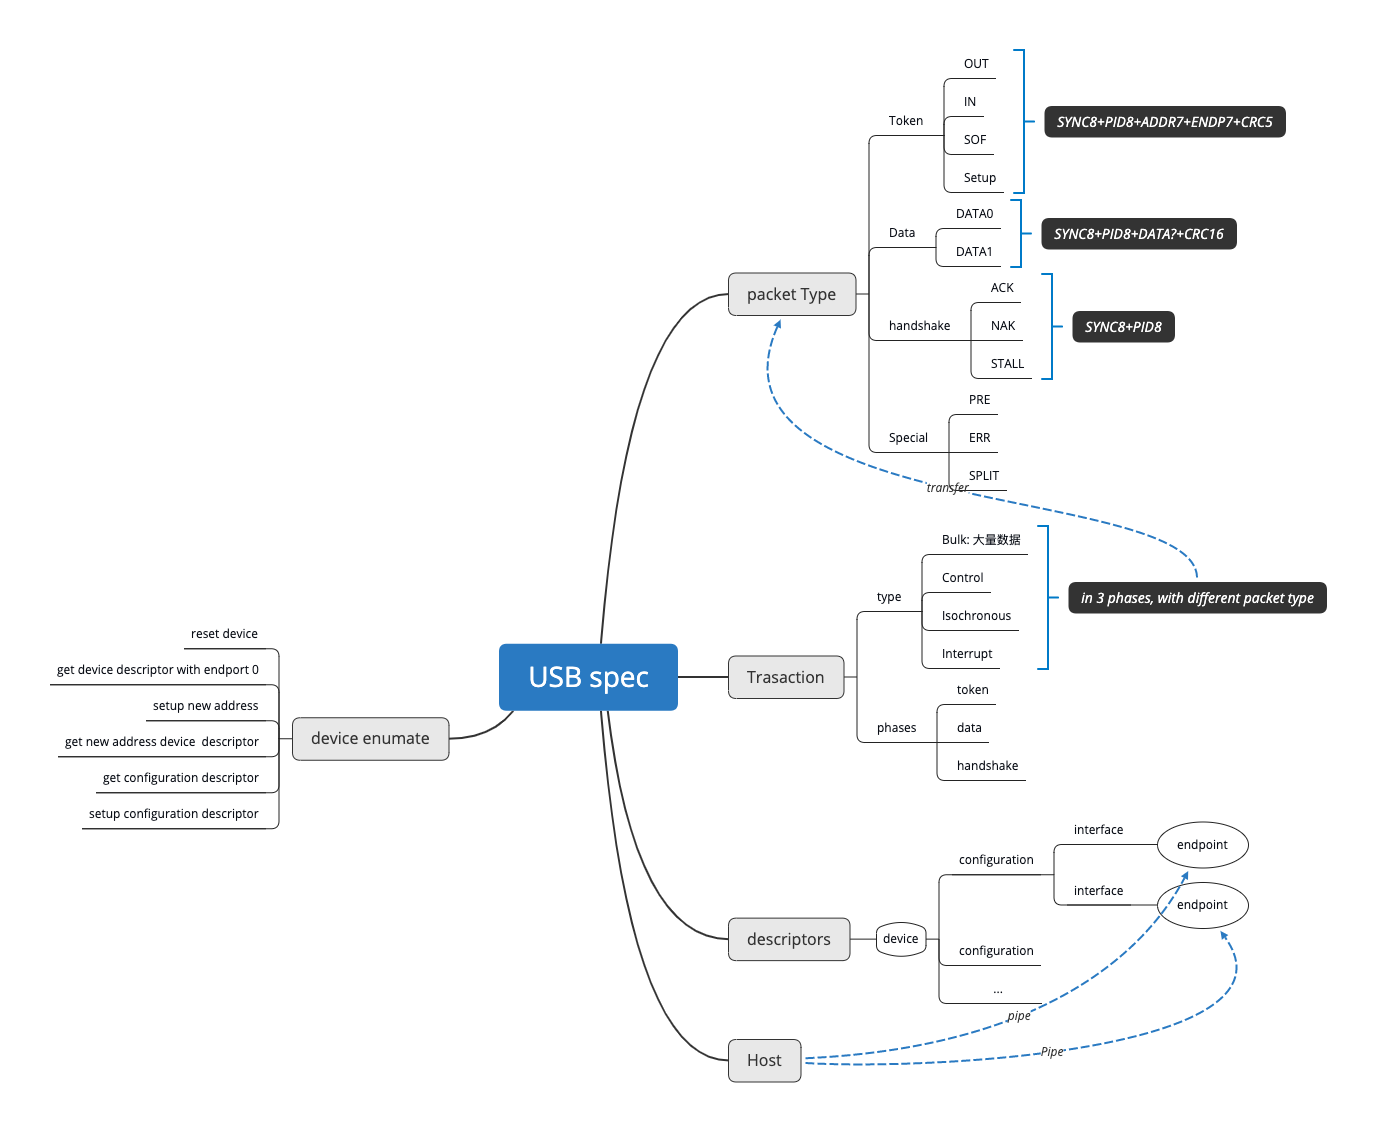 USB spec
packet Type
Token
OUT
IN
SOF
Setup
SYNC8+PID8+ADDR7+ENDP7+CRC5
Data
DATA0
DATA1
SYNC8+PID8+DATA?+CRC16
handshake
ACK
NAK
STALL
SYNC8+PID8
Special
PRE
ERR
SPLIT
transfer
Trasaction
type
Bulk: 大量数据
Control
Isochronous
Interrupt
in 3 phases, with different packet type
phases
token
data
handshake
descriptors
device
configuration
interface
endpoint
interface
endpoint
configuration
...
pipe
Pipe
Host
device enumate
reset device
get device descriptor with endport 0
setup new address
get new address device  descriptor
get configuration descriptor
setup configuration descriptor